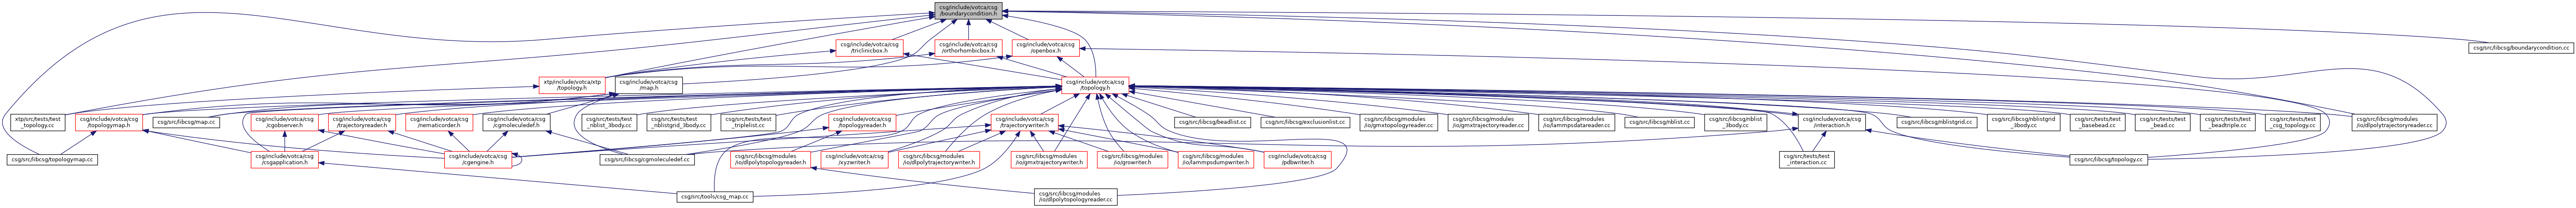 csg/include/votca/csg
/boundarycondition.h
csg/include/votca/csg
/triclinicbox.h
csg/include/votca/csg
/orthorhombicbox.h
csg/include/votca/csg
/openbox.h
csg/src/libcsg/boundarycondition.cc
xtp/include/votca/xtp
/topology.h
csg/include/votca/csg
/map.h
csg/include/votca/csg
/topology.h
xtp/src/tests/test
_topology.cc
csg/include/votca/csg
/topologymap.h
csg/src/libcsg/map.cc
csg/include/votca/csg
/cgobserver.h
csg/include/votca/csg
/trajectoryreader.h
csg/include/votca/csg
/nematicorder.h
csg/include/votca/csg
/cgmoleculedef.h
csg/src/tests/test
_nblist_3body.cc
csg/src/tests/test
_nblistgrid_3body.cc
csg/src/tests/test
_triplelist.cc
csg/include/votca/csg
/topologyreader.h
csg/include/votca/csg
/trajectorywriter.h
csg/src/libcsg/beadlist.cc
csg/src/libcsg/exclusionlist.cc
csg/src/libcsg/modules
/io/gmxtopologyreader.cc
csg/src/libcsg/modules
/io/gmxtrajectoryreader.cc
csg/src/libcsg/modules
/io/lammpsdatareader.cc
csg/src/libcsg/nblist.cc
csg/src/libcsg/nblist
_3body.cc
csg/include/votca/csg
/interaction.h
csg/src/libcsg/nblistgrid.cc
csg/src/libcsg/nblistgrid
_3body.cc
csg/src/tests/test
_basebead.cc
csg/src/tests/test
_bead.cc
csg/src/tests/test
_beadtriple.cc
csg/src/tests/test
_csg_topology.cc
csg/src/libcsg/modules
/io/dlpolytrajectoryreader.cc
csg/src/libcsg/topologymap.cc
csg/include/votca/csg
/csgapplication.h
csg/include/votca/csg
/cgengine.h
csg/src/libcsg/cgmoleculedef.cc
csg/src/libcsg/modules
/io/dlpolytopologyreader.h
csg/include/votca/csg
/xyzwriter.h
csg/src/libcsg/modules
/io/dlpolytrajectorywriter.h
csg/src/libcsg/modules
/io/gmxtrajectorywriter.h
csg/src/libcsg/modules
/io/growriter.h
csg/src/libcsg/modules
/io/lammpsdumpwriter.h
csg/include/votca/csg
/pdbwriter.h
csg/src/tests/test
_interaction.cc
csg/src/libcsg/topology.cc
csg/src/tools/csg_map.cc
csg/src/libcsg/modules
/io/dlpolytopologyreader.cc